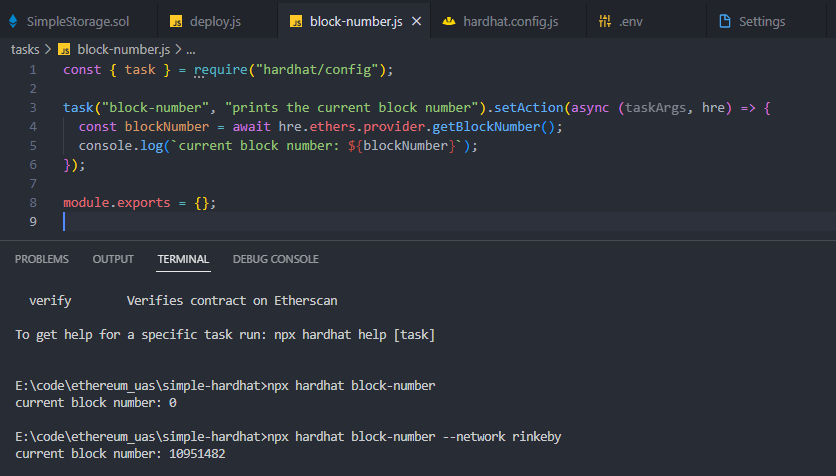 SimpleStorage.sol JS deploy.js JS block-number.js × hardhat.config.js .env Settings
tasks > JS block-number.js > ...
1 const { task } = require("hardhat/config");
2
3 task("block-number", "prints the current block number").setAction(async (taskArgs, hre) => {
4 const blockNumber = await hre.ethers.provider.getBlockNumber();
5 console.log(`current block number: ${blockNumber}`);
6 });
7
8 module.exports = {};
9
PROBLEMS OUTPUT TERMINAL DEBUG CONSOLE
verify Verifies contract on Etherscan
To get help for a specific task run: npx hardhat help [task]
E:\code\ethereum_uas\simple-hardhat>npx hardhat block-number
current block number: 0
E:\code\ethereum_uas\simple-hardhat>npx hardhat block-number --network rinkeby
current block number: 10951482